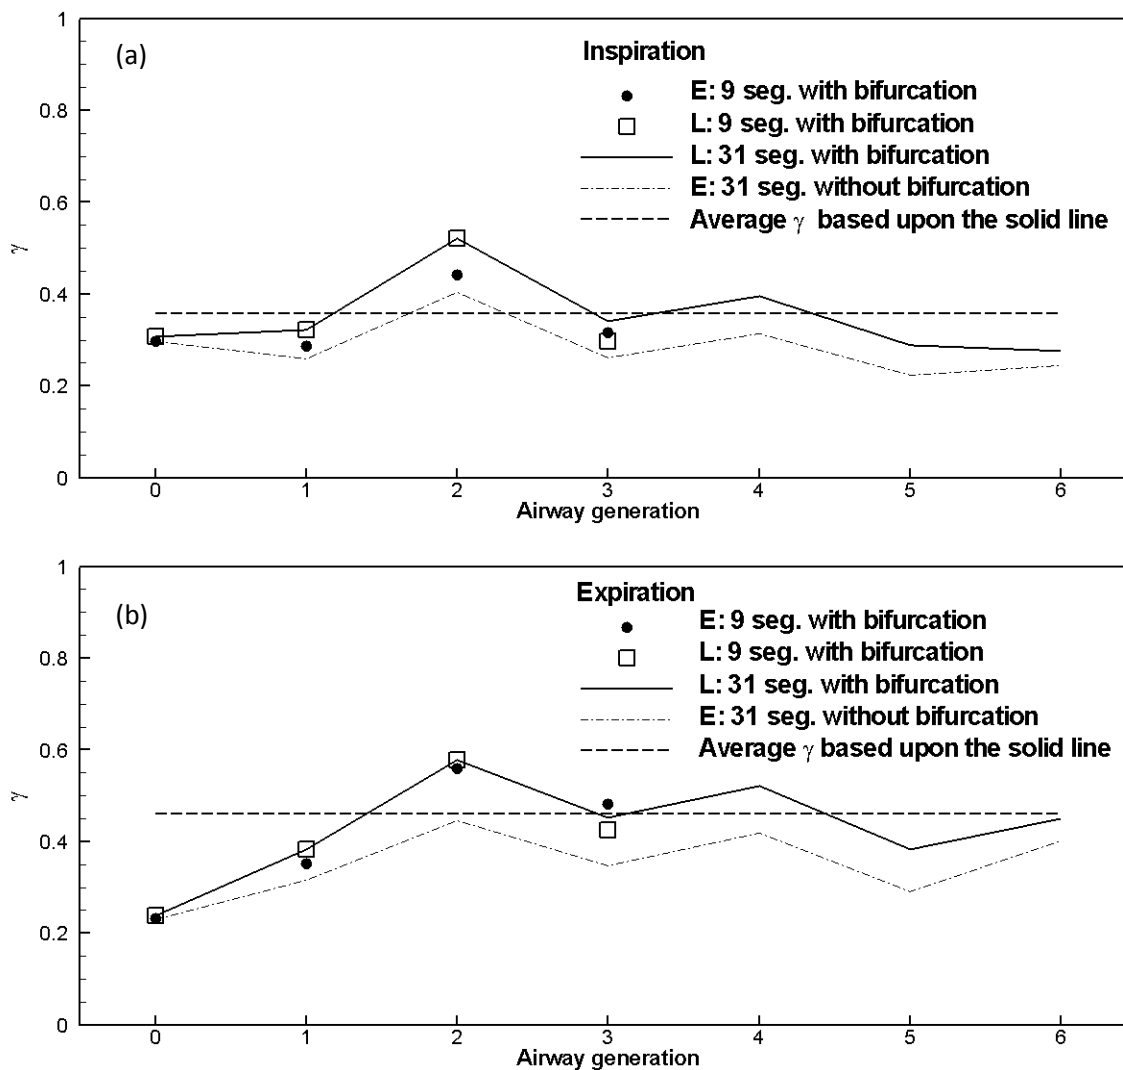 (a)
Inspiration
E: 9 seg. with bifurcation
L: 9 seg. with bifurcation
L: 31 seg. with bifurcation
E: 31 seg. without bifurcation
Average γ based upon the solid line
1
0.8
0.6
0.4
0.2
0
γ
0 1 2 3 4 5 6
Airway generation
(b)
Expiration
E: 9 seg. with bifurcation
L: 9 seg. with bifurcation
L: 31 seg. with bifurcation
E: 31 seg. without bifurcation
Average γ based upon the solid line
1
0.8
0.6
0.4
0.2
0
γ
0 1 2 3 4 5 6
Airway generation